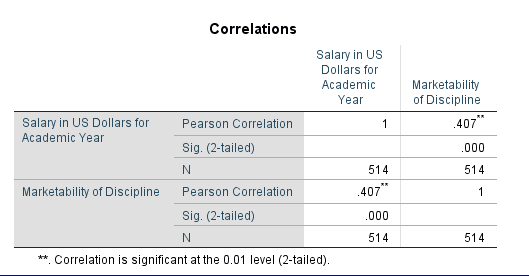 Correlations
Salary in US
Dollars for
Academic
Year
Marketability
of Discipline
Salary in US Dollars for
Academic Year
Pearson Correlation 1 .407**
Sig. (2-tailed) .000
N 514 514
Marketability of Discipline Pearson Correlation .407** 1
Sig. (2-tailed) .000
N 514 514
**. Correlation is significant at the 0.01 level (2-tailed).